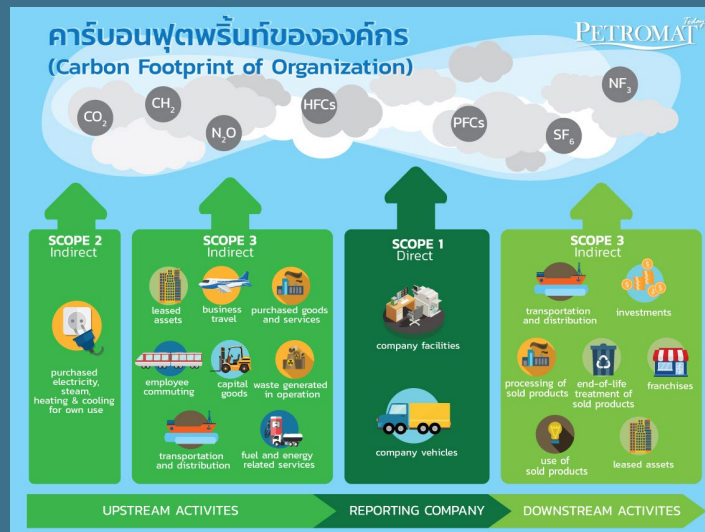 คาร์บอนฟุตพริ้นท์ขององค์กร
(Carbon Footprint of Organization)
PETROMAT Today
CO₂
CH₂
N₂O
HFCs
PFCs
SF₆
NF₃
SCOPE 2
Indirect
purchased
electricity,
steam,
heating & cooling
for own use
SCOPE 3
Indirect
leased
assets
business
travel
purchased goods
and services
employee
commuting
capital
goods
waste generated
in operation
transportation
and distribution
fuel and energy
related services
SCOPE 1
Direct
company facilities
company vehicles
SCOPE 3
Indirect
transportation
and distribution
investments
processing of
sold products
end-of-life
treatment of
sold products
franchises
use of
sold products
leased assets
UPSTREAM ACTIVITES
REPORTING COMPANY
DOWNSTREAM ACTIVITES